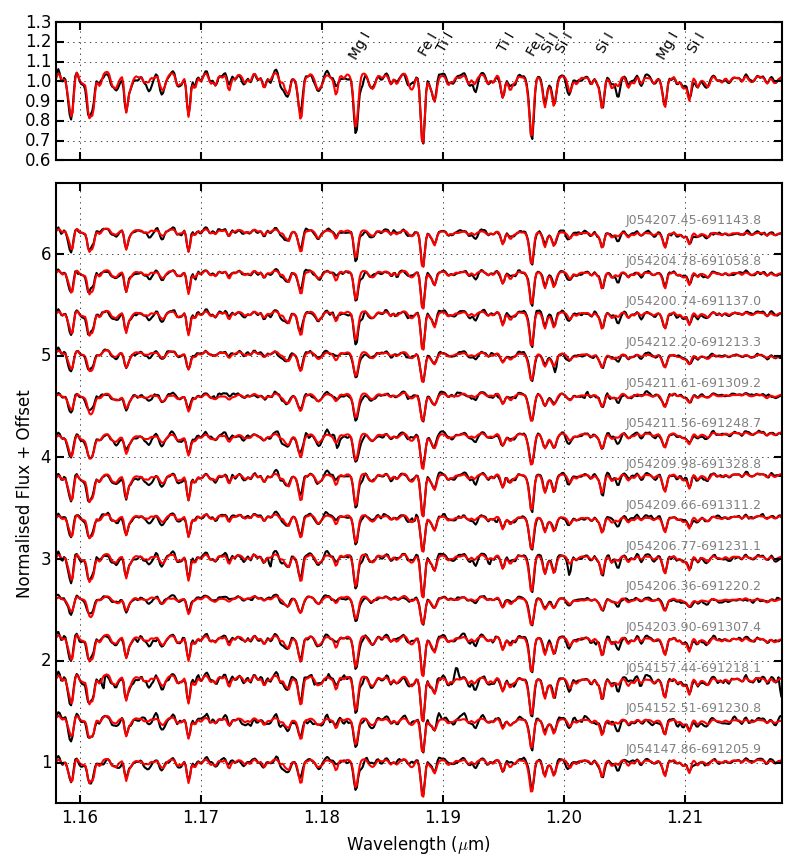 1.3
1.2
1.1
1.0
0.9
0.8
0.7
0.6
Mg I
Fe I
Ti I
Ti I
Fe I
Si I
Si I
Si I
Mg I
Si I
J054207.45-691143.8
6
J054204.78-691058.8
J054200.74-691137.0
J054212.20-691213.3
5
J054211.61-691309.2
J054211.56-691248.7
4
J054209.98-691328.8
J054209.66-691311.2
J054206.77-691231.1
3
J054206.36-691220.2
J054203.90-691307.4
2
J054157.44-691218.1
J054152.51-691230.8
J054147.86-691205.9
1
Normalised Flux + Offset
1.16 1.17 1.18 1.19 1.20 1.21
Wavelength (μm)